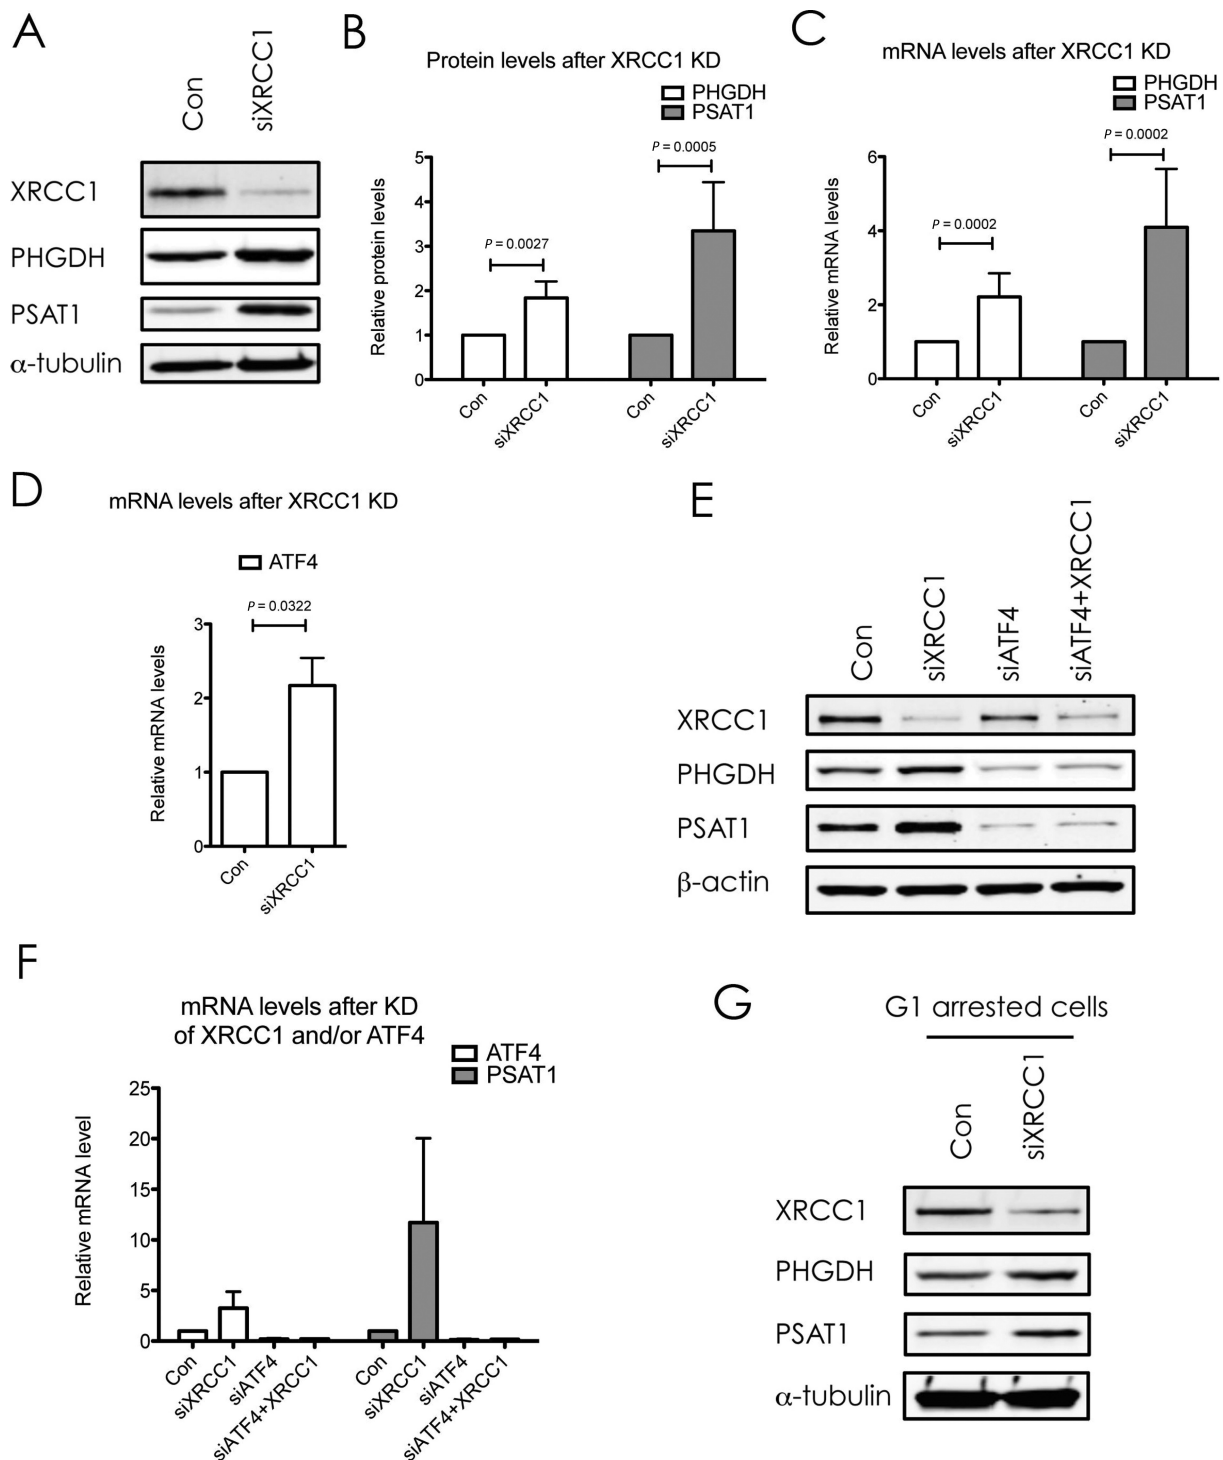 A
Con
siXRCC1
XRCC1
PHGDH
PSAT1
α-tubulin
B
Protein levels after XRCC1 KD
PHGDH
PSAT1
P = 0.0005
P = 0.0027
Relative protein levels
5
4
3
2
1
0
Con
siXRCC1
Con
siXRCC1
C
mRNA levels after XRCC1 KD
PHGDH
PSAT1
P = 0.0002
P = 0.0002
Relative mRNA levels
6
4
2
0
Con
siXRCC1
Con
siXRCC1
D
mRNA levels after XRCC1 KD
ATF4
P = 0.0322
Relative mRNA levels
3
2
1
0
Con
siXRCC1
E
Con
siXRCC1
siATF4
siATF4+XRCC1
XRCC1
PHGDH
PSAT1
β-actin
F
mRNA levels after KD
of XRCC1 and/or ATF4
ATF4
PSAT1
Relative mRNA level
25
20
15
10
5
0
Con
siXRCC1
siATF4
siATF4+XRCC1
Con
siXRCC1
siATF4
siATF4+XRCC1
G
G1 arrested cells
Con
siXRCC1
XRCC1
PHGDH
PSAT1
α-tubulin